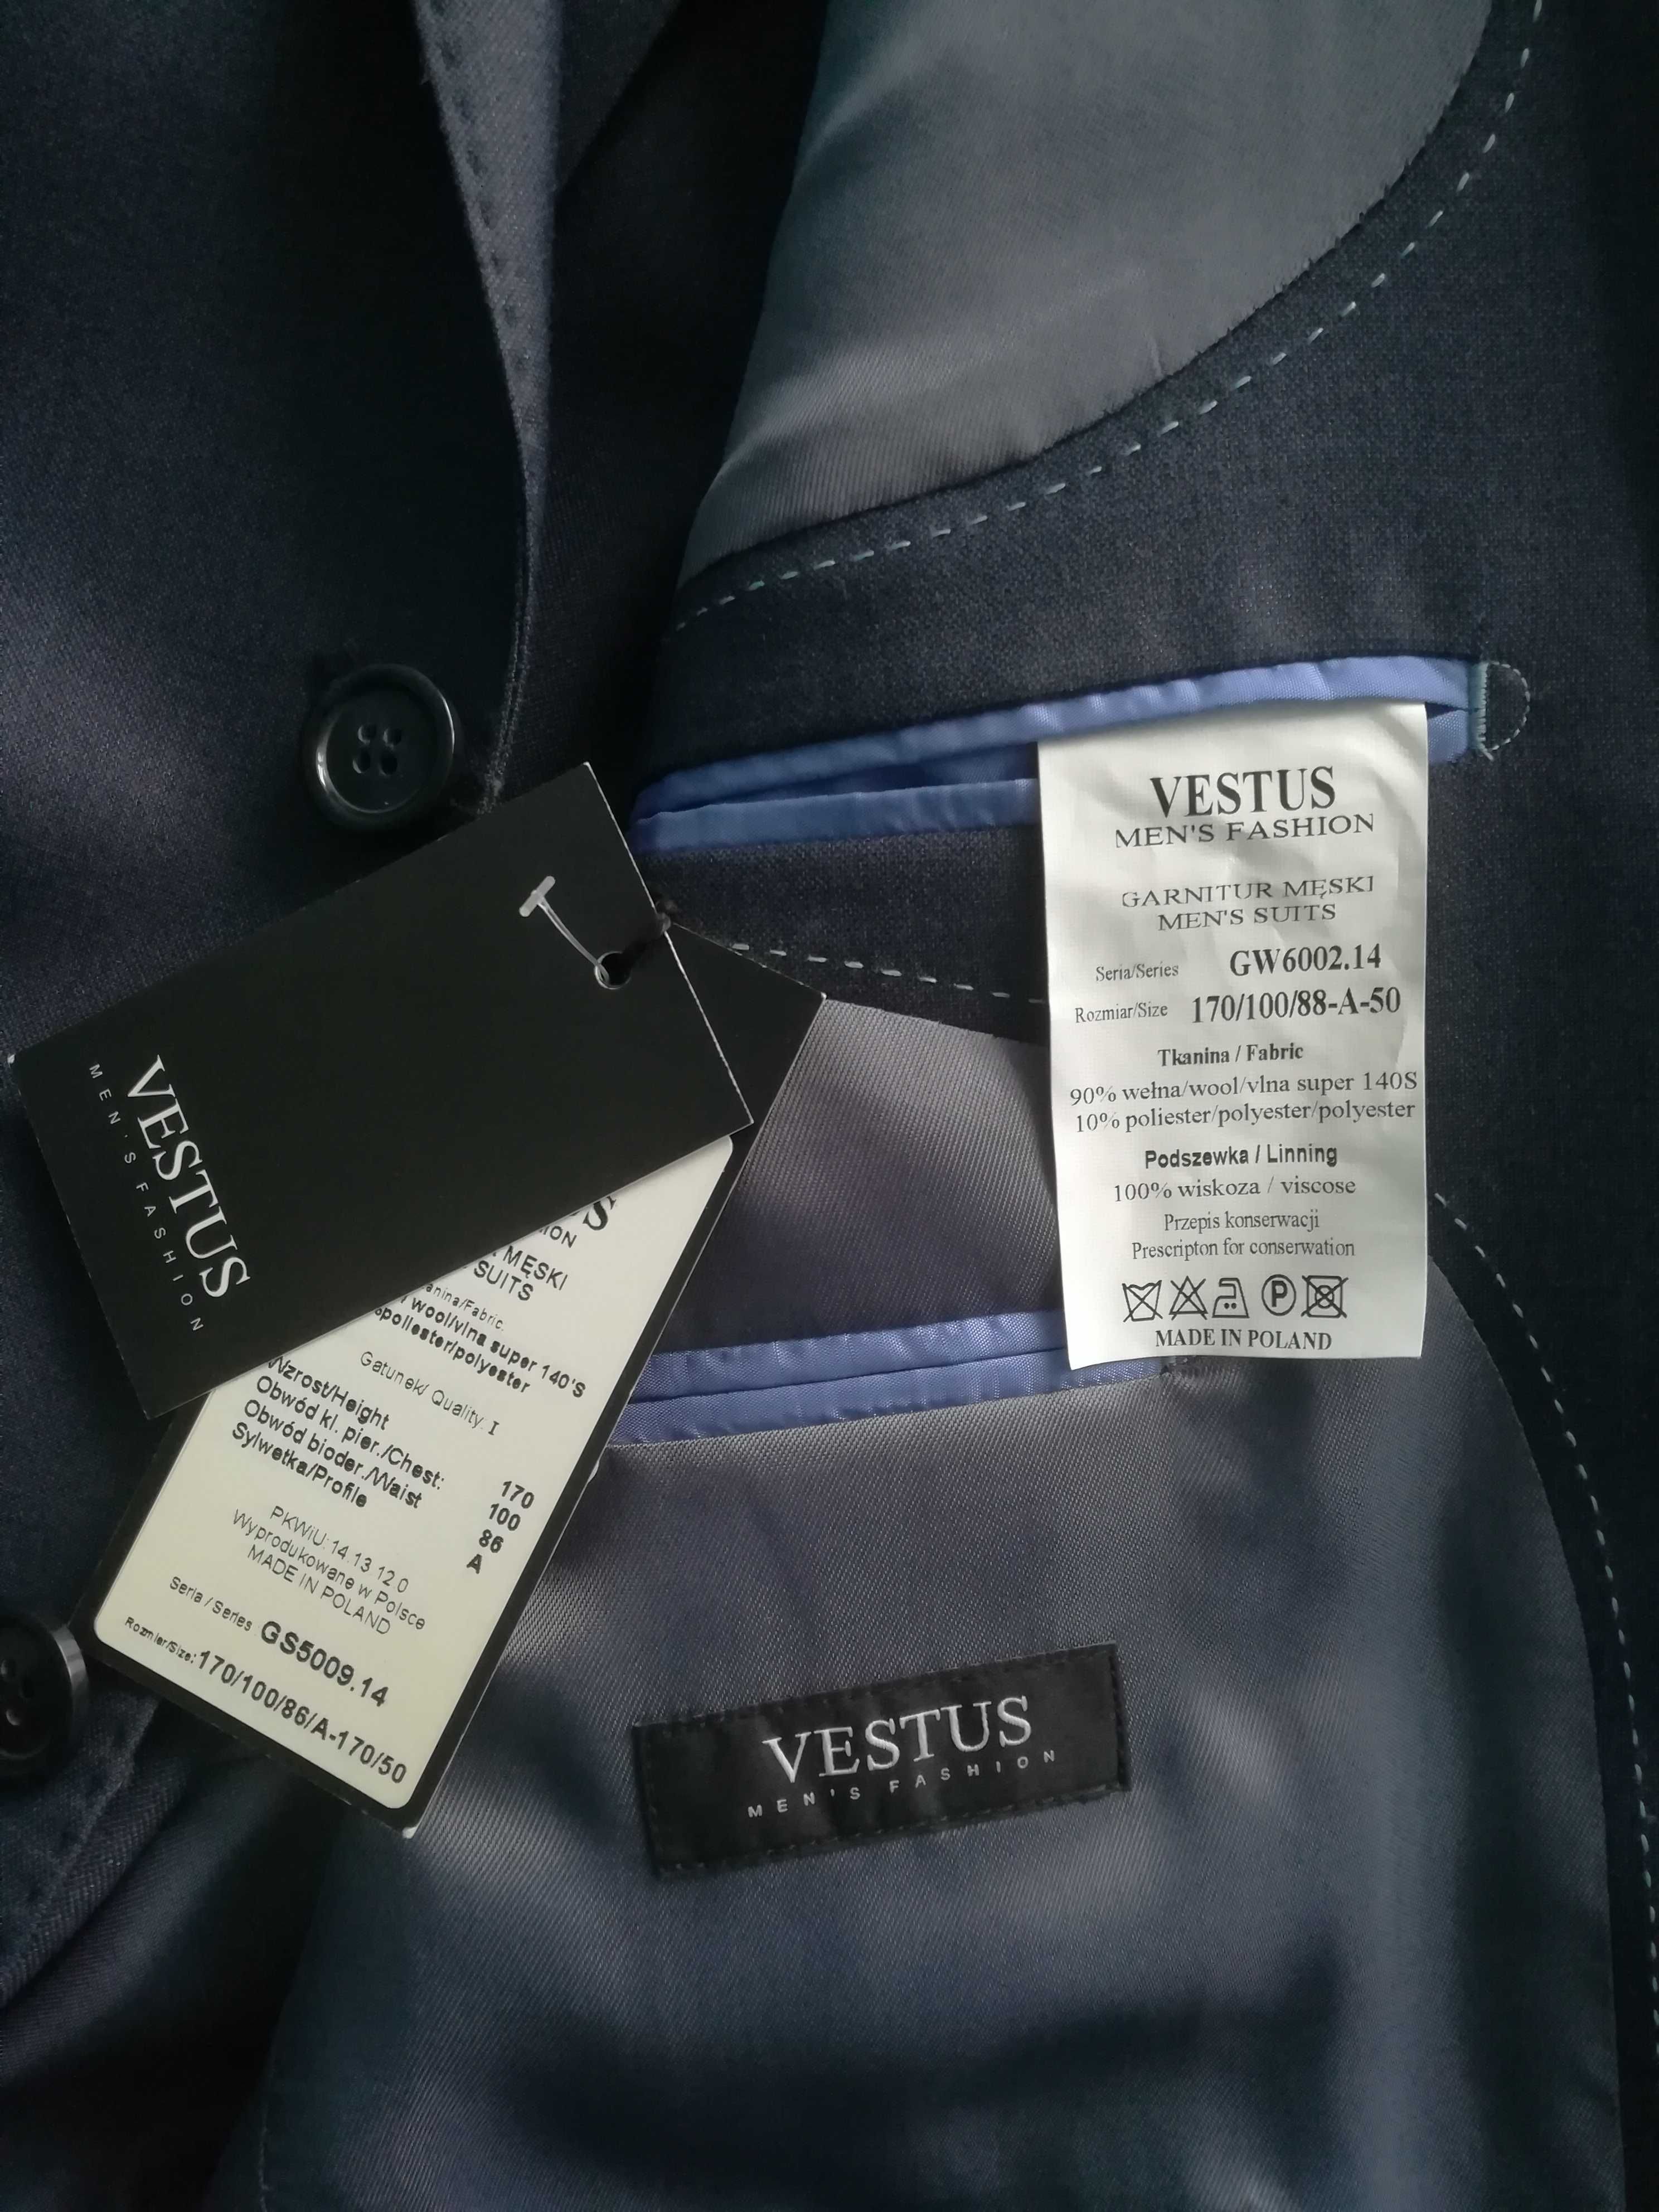 VESTUS
MEN'S FASHION
GARNITUR MĘSKI
MEN'S SUITS
Seria/Series GW6002.14
Rozmiar/Size 170/100/88-A-50
Tkanina / Fabric
90% wełna/wool/vlna super 140S
10% poliester/polyester/polyester
Podszewka / Linning
100% wiskoza / viscose
Przepis konserwacji
Prescripton for conserwation
P
MADE IN POLAND
VESTUS
MEN'S FASHION
MĘSKI
SUITS
wool/vlna super 140'S
poliester/polyester
Gatunek/ Quality: I
Wzrost/Height 170
Obwód kl. pier./Chest: 100
Obwód bioder./Waist 86
Sylwetka/Profile A
PKWiU: 14.13.12.0
Wyprodukowane w Polsce
MADE IN POLAND
Seria / Series GS5009.14
Rozmier/Size: 170/100/86/A-170/50
VESTUS
MEN'S FASHION